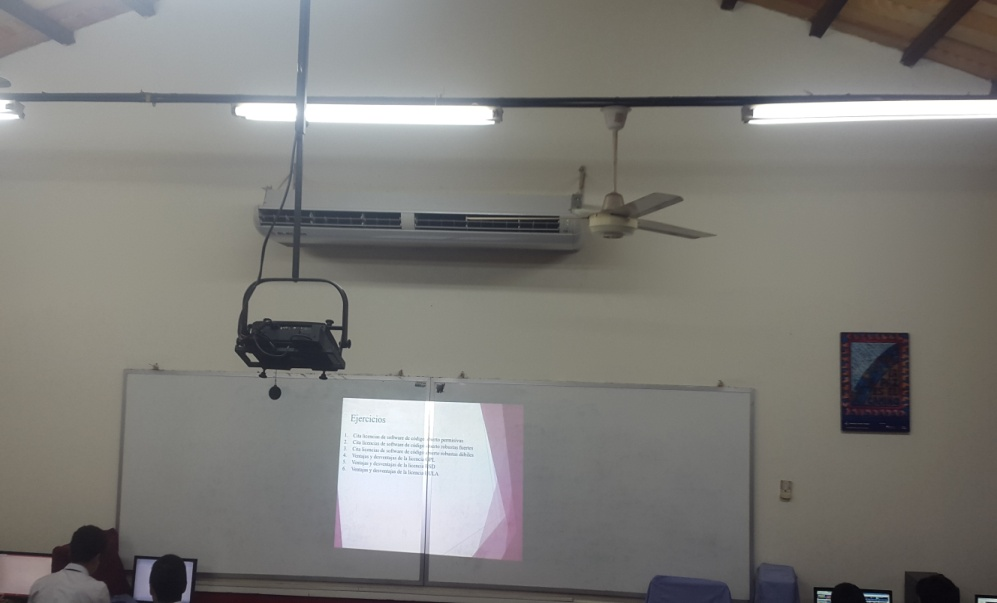 Ejercicios
1. Cita licencias de software de código abierto permisivas
2. Cita licencias de software de código abierto robustas fuertes
3. Cita licencias de software de código abierto robustas débiles
4. Ventajas y desventajas de la licencia GPL
5. Ventajas y desventajas de la licencia BSD
6. Ventajas y desventajas de la licencia EULA